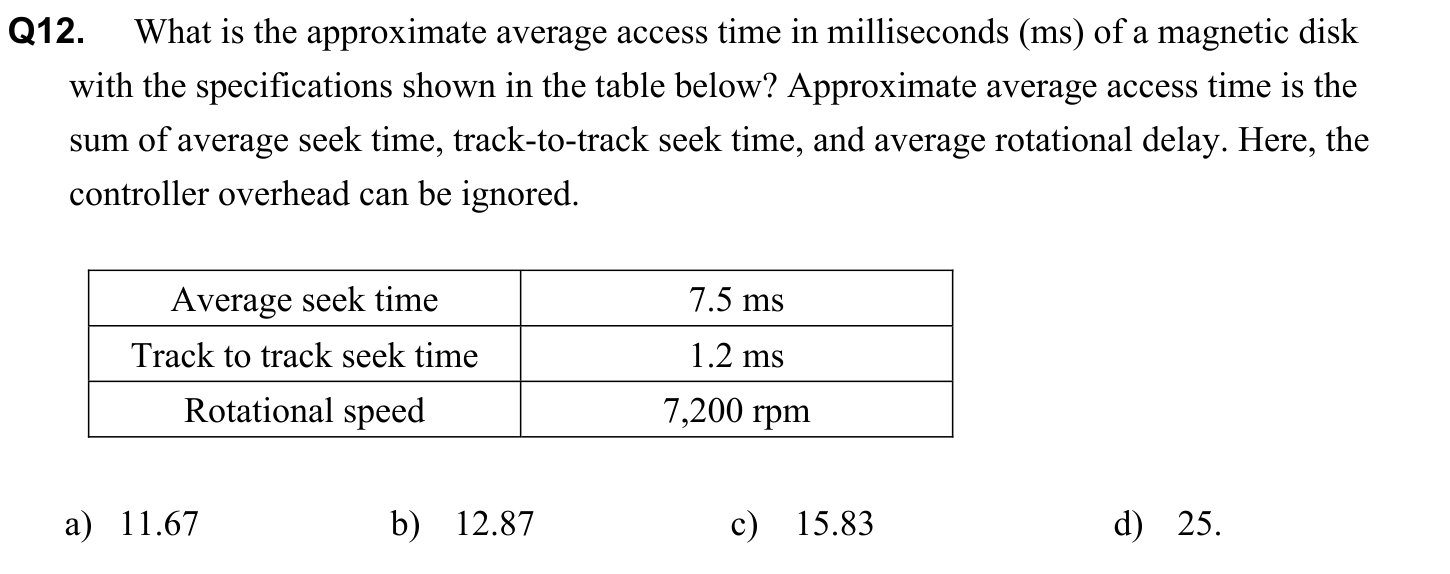 Q12. What is the approximate average access time in milliseconds (ms) of a magnetic disk
with the specifications shown in the table below? Approximate average access time is the
sum of average seek time, track-to-track seek time, and average rotational delay. Here, the
controller overhead can be ignored.
Average seek time 7.5 ms
Track to track seek time 1.2 ms
Rotational speed 7,200 rpm
a) 11.67 b) 12.87 c) 15.83 d) 25.